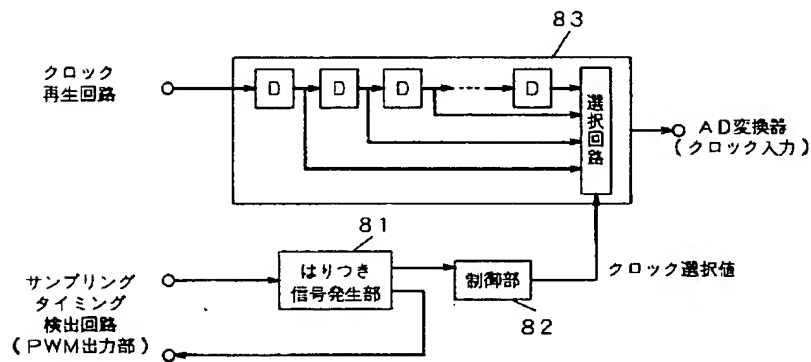 83
クロック
再生回路
D
D
D
D
選択回路
AD変換器
(クロック入力)
81
サンプリング
タイミング
検出回路
(PWM出力部)
はりつき
信号発生部
制御部
82
クロック選択値